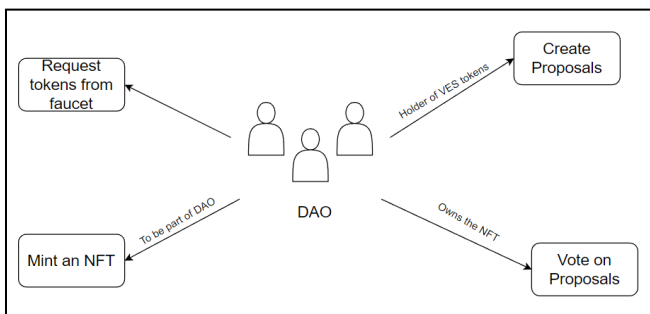 Request
tokens from
faucet
Create
Proposals
Holder of VES tokens
To be part of DAO
DAO
Owns the NFT
Mint an NFT
Vote on
Proposals